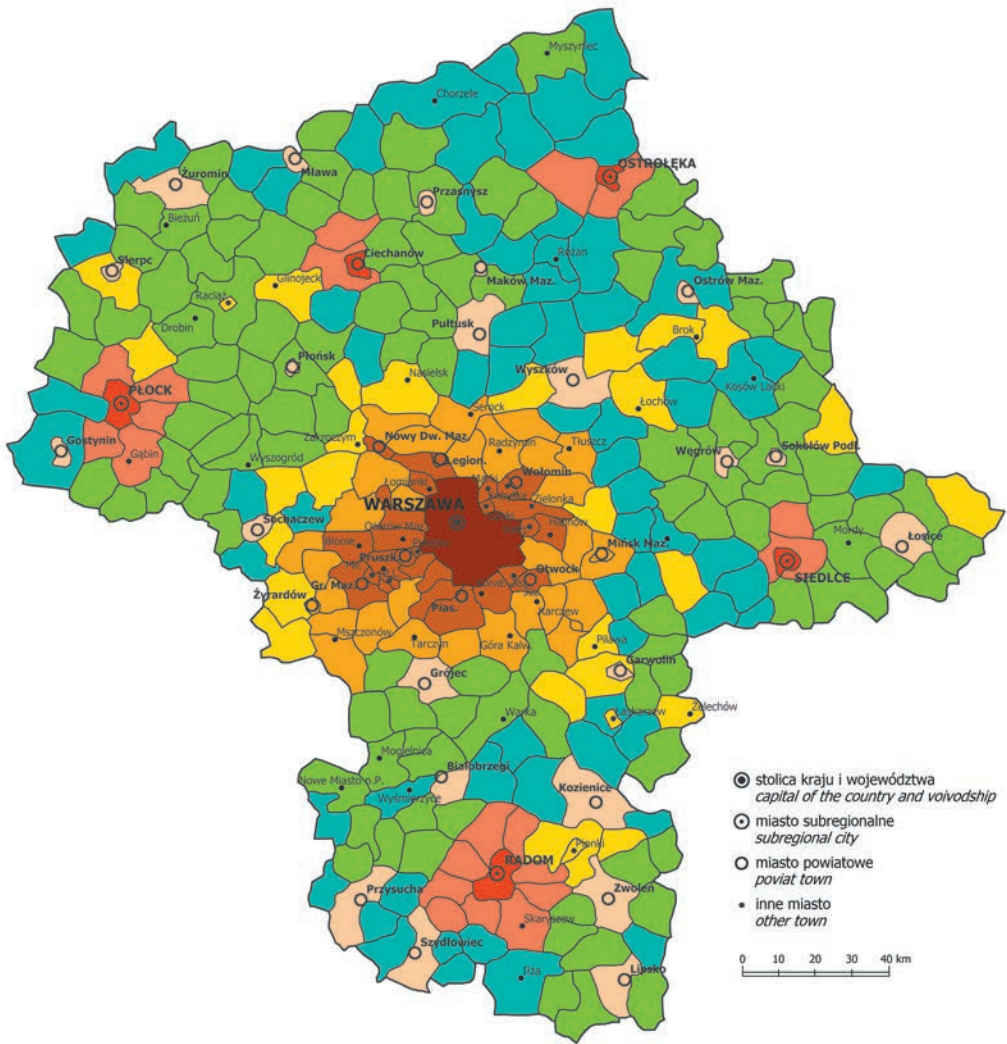 Myszyniec
Chorzele
OSTROŁĘKA
Mława
Żuromin
Przasnysz
Bieżuń
Różan
Ciechanów
Sierpc
Maków Maz.
Glinojeck
Ostrów Maz.
Raciąż
Drobin
Pułtusk
Brok
Płońsk
Nasielsk
Wyszków
Kosów Lacki
PŁOCK
Serock
Łochów
Gostynin
Zakroczym
Nowy Dw. Maz.
Radzymin
Tłuszcz
Sokołów Podl.
Węgrów
Gąbin
Wyszogród
Legion.
Wołomin
Łomianki
Marki
Kobyłka
Zielonka
WARSZAWA
Sochaczew
Ożarów Maz.
Halinów
Mordy
Łosice
Błonie
Mińsk Maz.
Pruszk.
SIEDLCE
Otwock
Gr. Maz.
Żyrardów
Pias.
Karczew
Mszczonów
Tarczyn
Góra Kalw.
Pilawa
Grójec
Garwolin
Warka
Łaskarzew
Żelechów
Mogielnica
Białobrzegi
Nowe Miasto n.P.
Wyśmierzyce
Kozienice
Pionki
RADOM
Przysucha
Zwoleń
Skaryszew
Szydłowiec
Iłża
Lipsko
stolica kraju i województwa
capital of the country and voivodship
miasto subregionalne
subregional city
miasto powiatowe
poviat town
inne miasto
other town
0 10 20 30 40 km